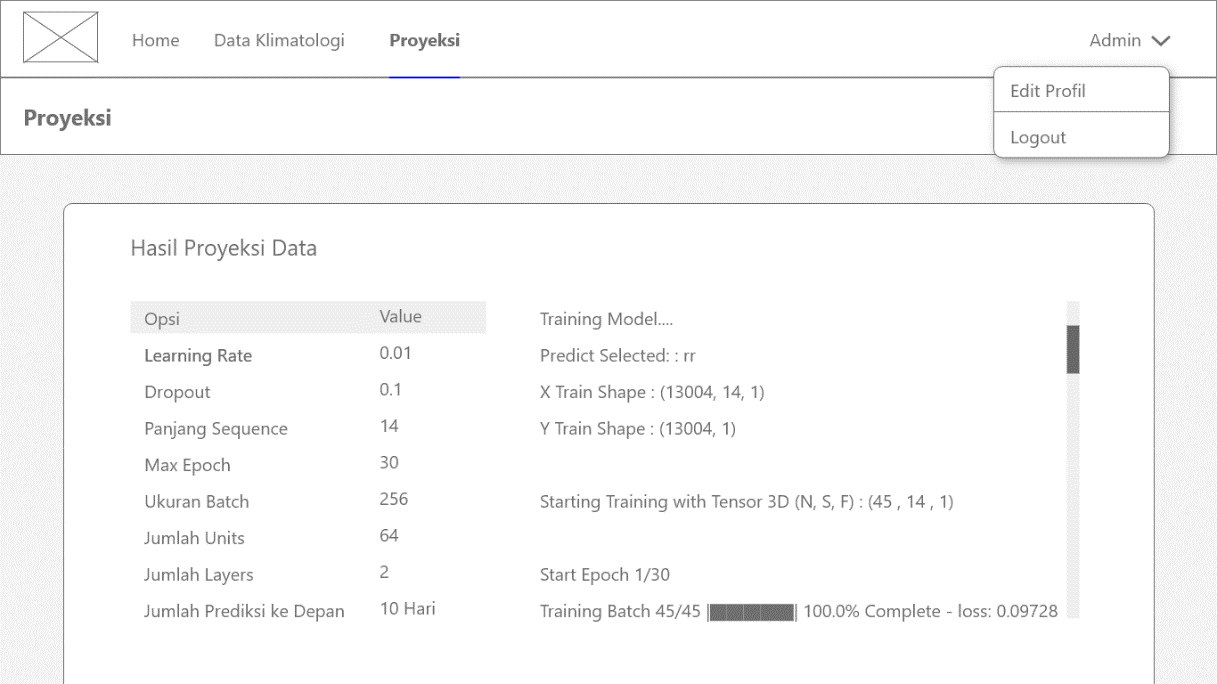 Home Data Klimatologi Proyeksi Admin
Edit Profil
Logout
Proyeksi
Hasil Proyeksi Data
Opsi Value
Learning Rate 0.01
Dropout 0.1
Panjang Sequence 14
Max Epoch 30
Ukuran Batch 256
Jumlah Units 64
Jumlah Layers 2
Jumlah Prediksi ke Depan 10 Hari
Training Model....
Predict Selected: : rr
X Train Shape : (13004, 14, 1)
Y Train Shape : (13004, 1)
Starting Training with Tensor 3D (N, S, F) : (45 , 14 , 1)
Start Epoch 1/30
Training Batch 45/45 |████████| 100.0% Complete - loss: 0.09728